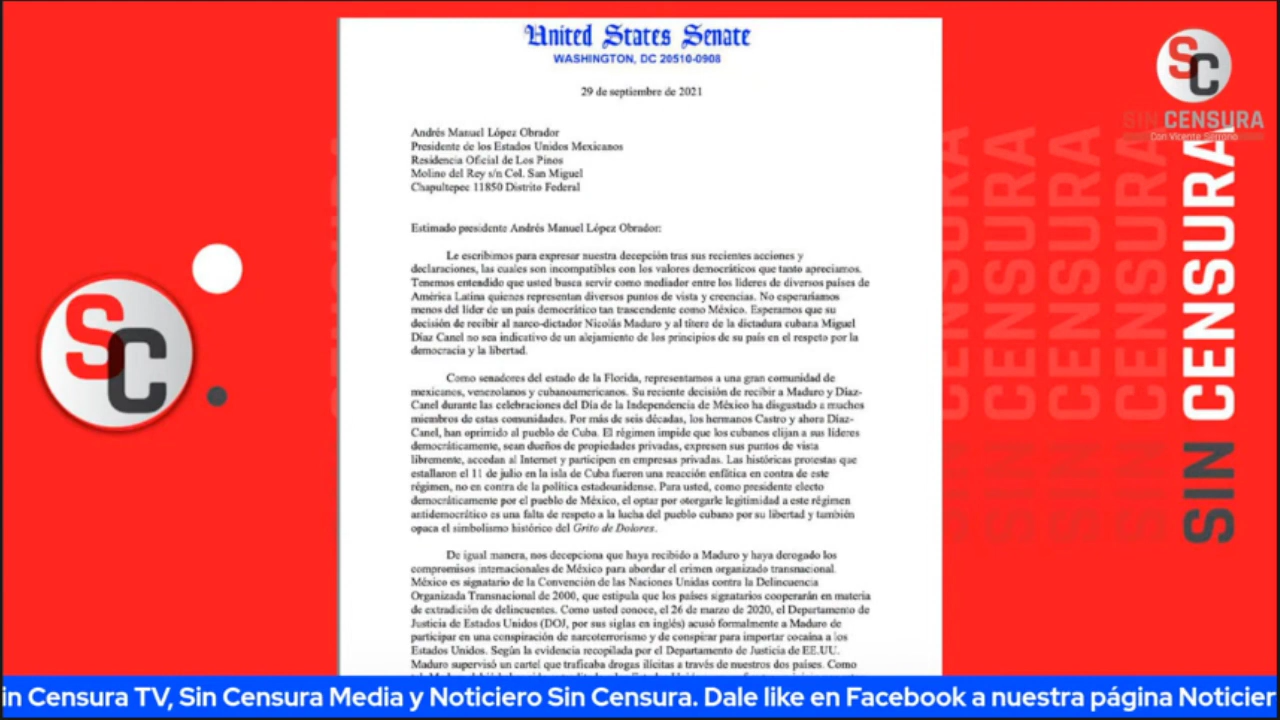 United States Senate
WASHINGTON, DC 20510-0908
29 de septiembre de 2021
Andrés Manuel López Obrador
Presidente de los Estados Unidos Mexicanos
Residencia Oficial de Los Pinos
Molino del Rey s/n Col. San Miguel
Chapultepec 11850 Distrito Federal
Estimado presidente Andrés Manuel López Obrador:
Le escribimos para expresar nuestra decepción tras sus recientes acciones y
declaraciones, las cuales son incompatibles con los valores democráticos que tanto apreciamos.
Tenemos entendido que usted busca servir como mediador entre los líderes de diversos países de
América Latina quienes representan diversos puntos de vista y creencias. No esperaríamos
menos del líder de un país democrático tan trascendente como México. Esperamos que su
decisión de recibir al narco-dictador Nicolás Maduro y al títere de la dictadura cubana Miguel
Díaz Canel no sea indicativo de un alejamiento de los principios de su país en el respeto por la
democracia y la libertad.
Como senadores del estado de la Florida, representamos a una gran comunidad de
mexicanos, venezolanos y cubanoamericanos. Su reciente decisión de recibir a Maduro y Díaz-
Canel durante las celebraciones del Día de la Independencia de México ha disgustado a muchos
miembros de estas comunidades. Por más de seis décadas, los hermanos Castro y ahora Díaz-
Canel, han oprimido al pueblo de Cuba. El régimen impide que los cubanos elijan a sus líderes
democráticamente, sean dueños de propiedades privadas, expresen sus puntos de vista
libremente, accedan al Internet y participen en empresas privadas. Las históricas protestas que
estallaron el 11 de julio en la isla de Cuba fueron una reacción enfática en contra de este
régimen, no en contra de la política estadounidense. Para usted, como presidente electo
democráticamente por el pueblo de México, el optar por otorgarle legitimidad a este régimen
antidemocrático es una falta de respeto a la lucha del pueblo cubano por su libertad y también
opaca el simbolismo histórico del Grito de Dolores.
De igual manera, nos decepciona que haya recibido a Maduro y haya derogado los
compromisos internacionales de México para abordar el crimen organizado transnacional.
México es signatario de la Convención de las Naciones Unidas contra la Delincuencia
Organizada Transnacional de 2000, que estipula que los países signatarios cooperarán en materia
de extradición de delincuentes. Como usted conoce, el 26 de marzo de 2020, el Departamento de
Justicia de Estados Unidos (DOJ, por sus siglas en inglés) acusó formalmente a Maduro de
participar en una conspiración de narcoterrorismo y de conspirar para importar cocaína a los
Estados Unidos. Según la evidencia recopilada por el Departamento de Justicia de EE.UU.
Maduro supervisó un cartel que traficaba drogas ilícitas a través de nuestros dos países. Como
SC
SC
SIN CENSURA
Con Vicente Serrano
SIN CENSURA
CENSURA
CENSURA
CENSURA
in Censura TV, Sin Censura Media y Noticiero Sin Censura. Dale like en Facebook a nuestra página Noticier